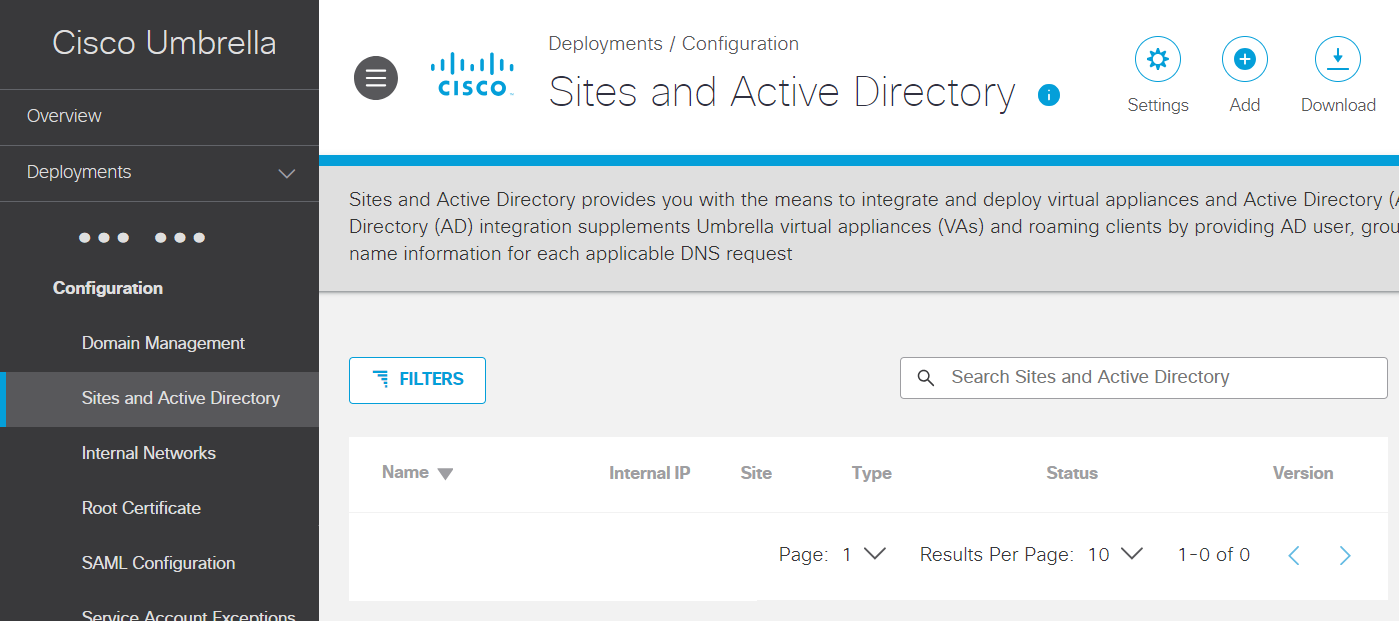 Cisco Umbrella
Overview
Deployments
Configuration
Domain Management
Sites and Active Directory
Internal Networks
Root Certificate
SAML Configuration
Service Account Exceptions
CISCO
Deployments / Configuration
Sites and Active Directory
Settings
Add
Download
Sites and Active Directory provides you with the means to integrate and deploy virtual appliances and Active Directory (
Directory (AD) integration supplements Umbrella virtual appliances (VAs) and roaming clients by providing AD user, grou
name information for each applicable DNS request
FILTERS
Search Sites and Active Directory
Name Internal IP Site Type Status Version
Page: 1 Results Per Page: 10 1-0 of 0